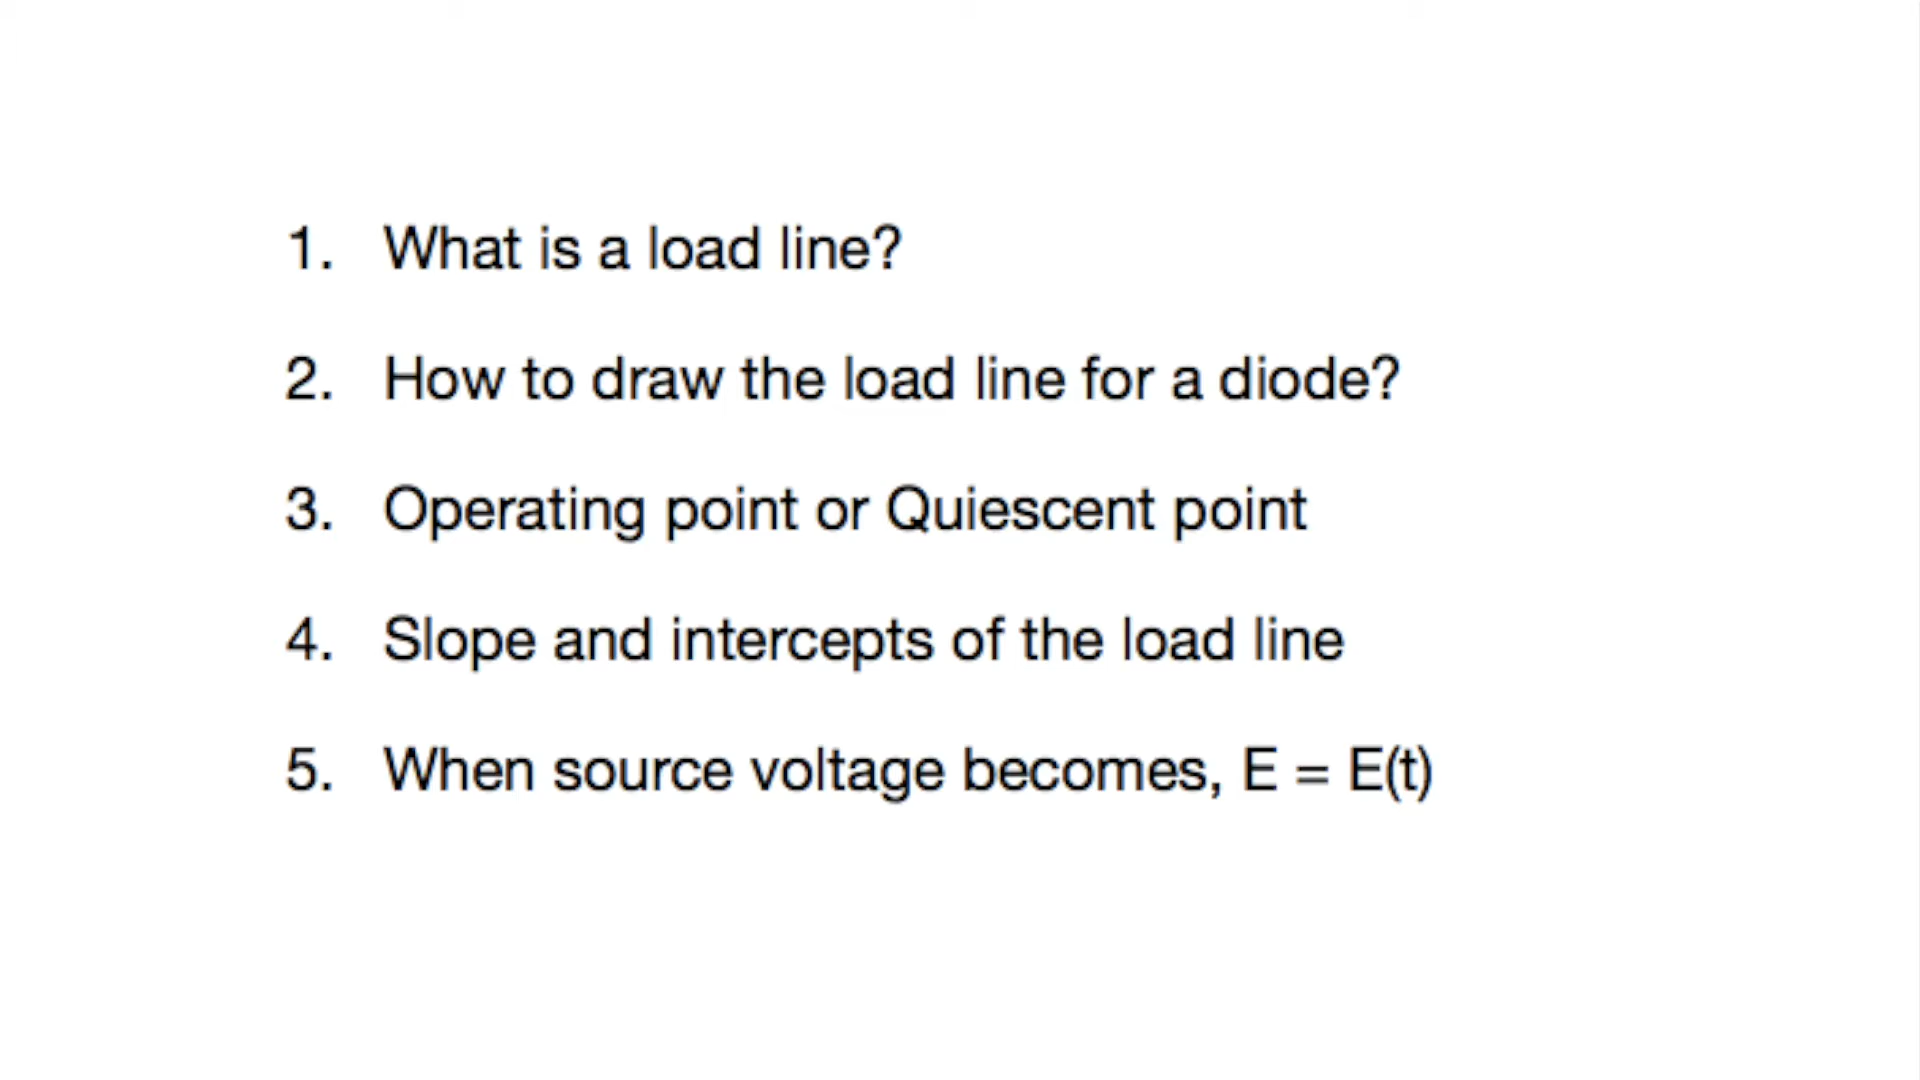 1. What is a load line?
2. How to draw the load line for a diode?
3. Operating point or Quiescent point
4. Slope and intercepts of the load line
5. When source voltage becomes, E = E(t)